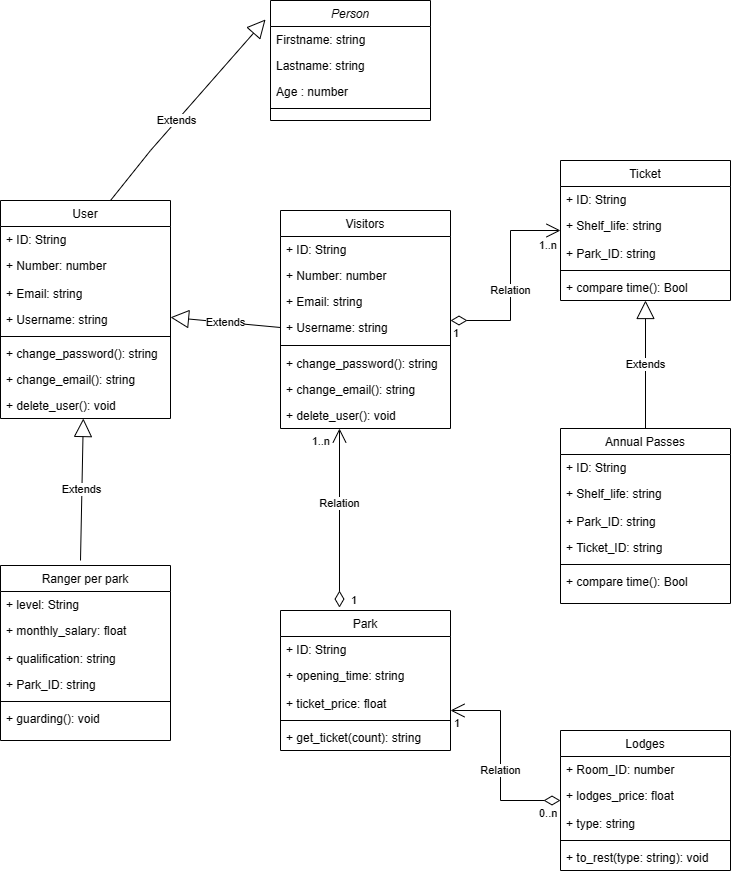 Person
Firstname: string
Lastname: string
Age : number
Extends
User
+ ID: String
+ Number: number
+ Email: string
+ Username: string
+ change_password(): string
+ change_email(): string
+ delete_user(): void
Extends
Visitors
+ ID: String
+ Number: number
+ Email: string
+ Username: string
+ change_password(): string
+ change_email(): string
+ delete_user(): void
1
Relation
1..n
Ticket
+ ID: String
+ Shelf_life: string
+ Park_ID: string
+ compare time(): Bool
Extends
Annual Passes
+ ID: String
+ Shelf_life: string
+ Park_ID: string
+ Ticket_ID: string
+ compare time(): Bool
Extends
Ranger per park
+ level: String
+ monthly_salary: float
+ qualification: string
+ Park_ID: string
+ guarding(): void
1..n
Relation
1
Park
+ ID: String
+ opening_time: string
+ ticket_price: float
+ get_ticket(count): string
1
Relation
0..n
Lodges
+ Room_ID: number
+ lodges_price: float
+ type: string
+ to_rest(type: string): void